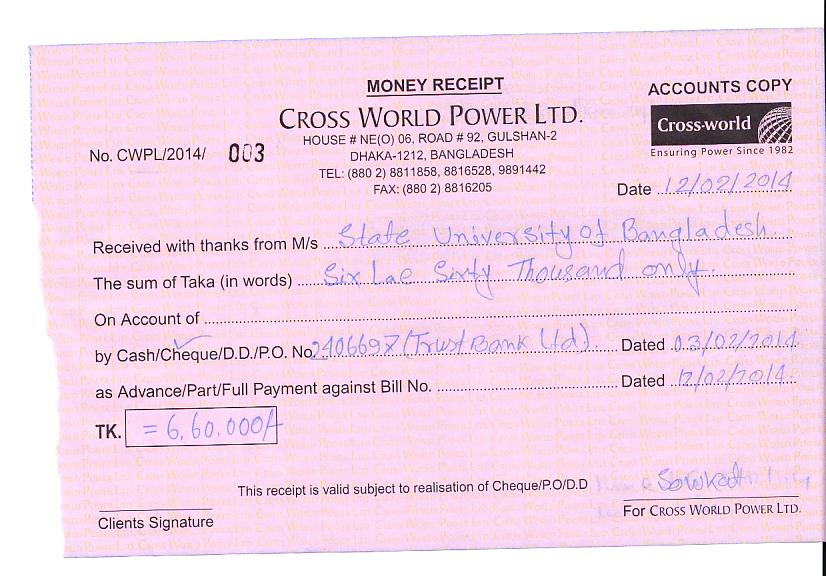 MONEY RECEIPT
ACCOUNTS COPY
CROSS WORLD POWER LTD.
Cross-world
Ensuring Power Since 1982
HOUSE # NE(O) 06, ROAD # 92, GULSHAN-2
DHAKA-1212, BANGLADESH
TEL: (880 2) 8811858, 8816528, 9891442
FAX: (880 2) 8816205
No. CWPL/2014/ 003
Date 12/02/2014
Received with thanks from M/s State University of Bangladesh.
The sum of Taka (in words) Six Lac Sixty Thousand only.
On Account of
by Cash/Cheque/D.D./P.O. No. 2406697 (Trust Bank Ltd). Dated 03/02/2014
as Advance/Part/Full Payment against Bill No. Dated 12/02/2014
TK. = 6,60,000/-
This receipt is valid subject to realisation of Cheque/P.O/D.D
Clients Signature
For CROSS WORLD POWER LTD.